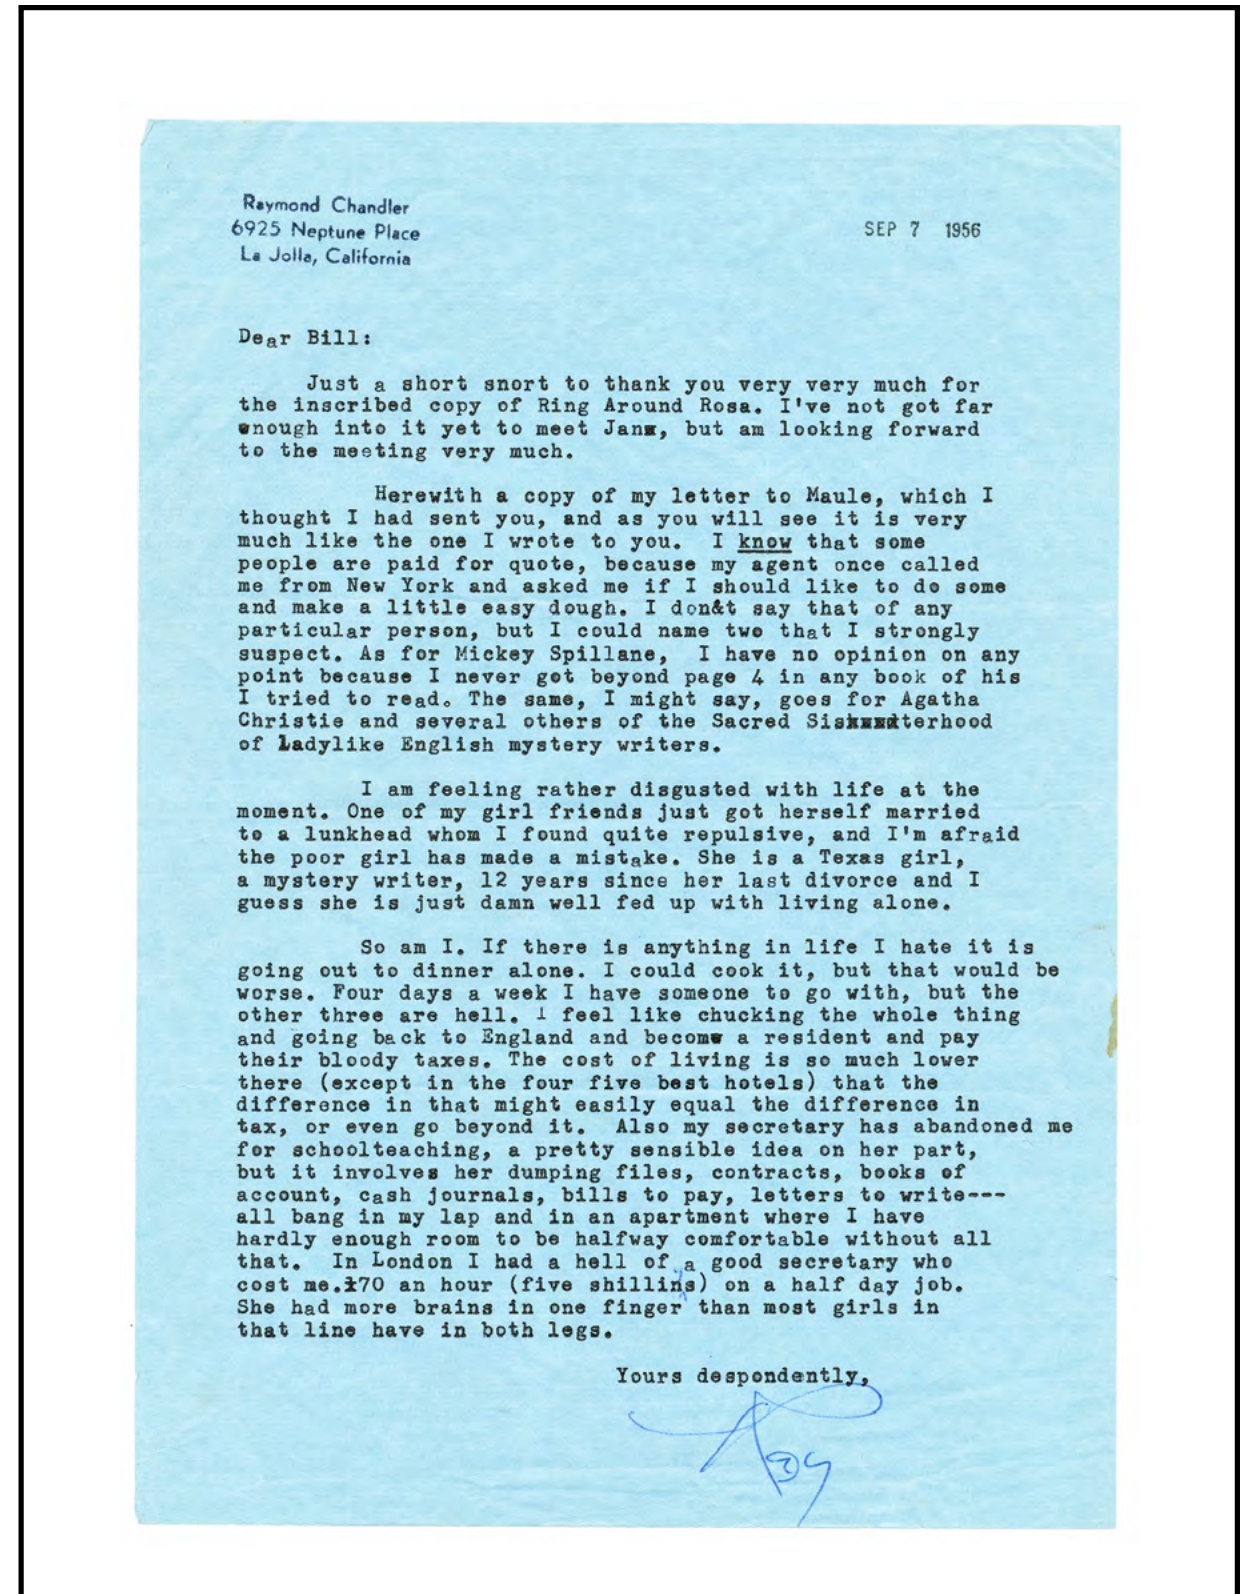 Raymond Chandler
6925 Neptune Place
La Jolla, California
SEP 7 1956
Dear Bill:
Just a short snort to thank you very very much for
the inscribed copy of Ring Around Rosa. I've not got far
enough into it yet to meet Jan, but am looking forward
to the meeting very much.
Herewith a copy of my letter to Maule, which I
thought I had sent you, and as you will see it is very
much like the one I wrote to you. I know that some
people are paid for quote, because my agent once called
me from New York and asked me if I should like to do some
and make a little easy dough. I don&t say that of any
particular person, but I could name two that I strongly
suspect. As for Mickey Spillane, I have no opinion on any
point because I never got beyond page 4 in any book of his
I tried to read. The same, I might say, goes for Agatha
Christie and several others of the Sacred Sisterhood
of ladylike English mystery writers.
I am feeling rather disgusted with life at the
moment. One of my girl friends just got herself married
to a lunkhead whom I found quite repulsive, and I'm afraid
the poor girl has made a mistake. She is a Texas girl,
a mystery writer, 12 years since her last divorce and I
guess she is just damn well fed up with living alone.
So am I. If there is anything in life I hate it is
going out to dinner alone. I could cook it, but that would be
worse. Four days a week I have someone to go with, but the
other three are hell. I feel like chucking the whole thing
and going back to England and become a resident and pay
their bloody taxes. The cost of living is so much lower
there (except in the four five best hotels) that the
difference in that might easily equal the difference in
tax, or even go beyond it. Also my secretary has abandoned me
for schoolteaching, a pretty sensible idea on her part,
but it involves her dumping files, contracts, books of
account, cash journals, bills to pay, letters to write---
all bang in my lap and in an apartment where I have
hardly enough room to be halfway comfortable without all
that. In London I had a hell of a good secretary who
cost me .70 an hour (five shillins) on a half day job.
She had more brains in one finger than most girls in
that line have in both legs.
Yours despondently,
Ray